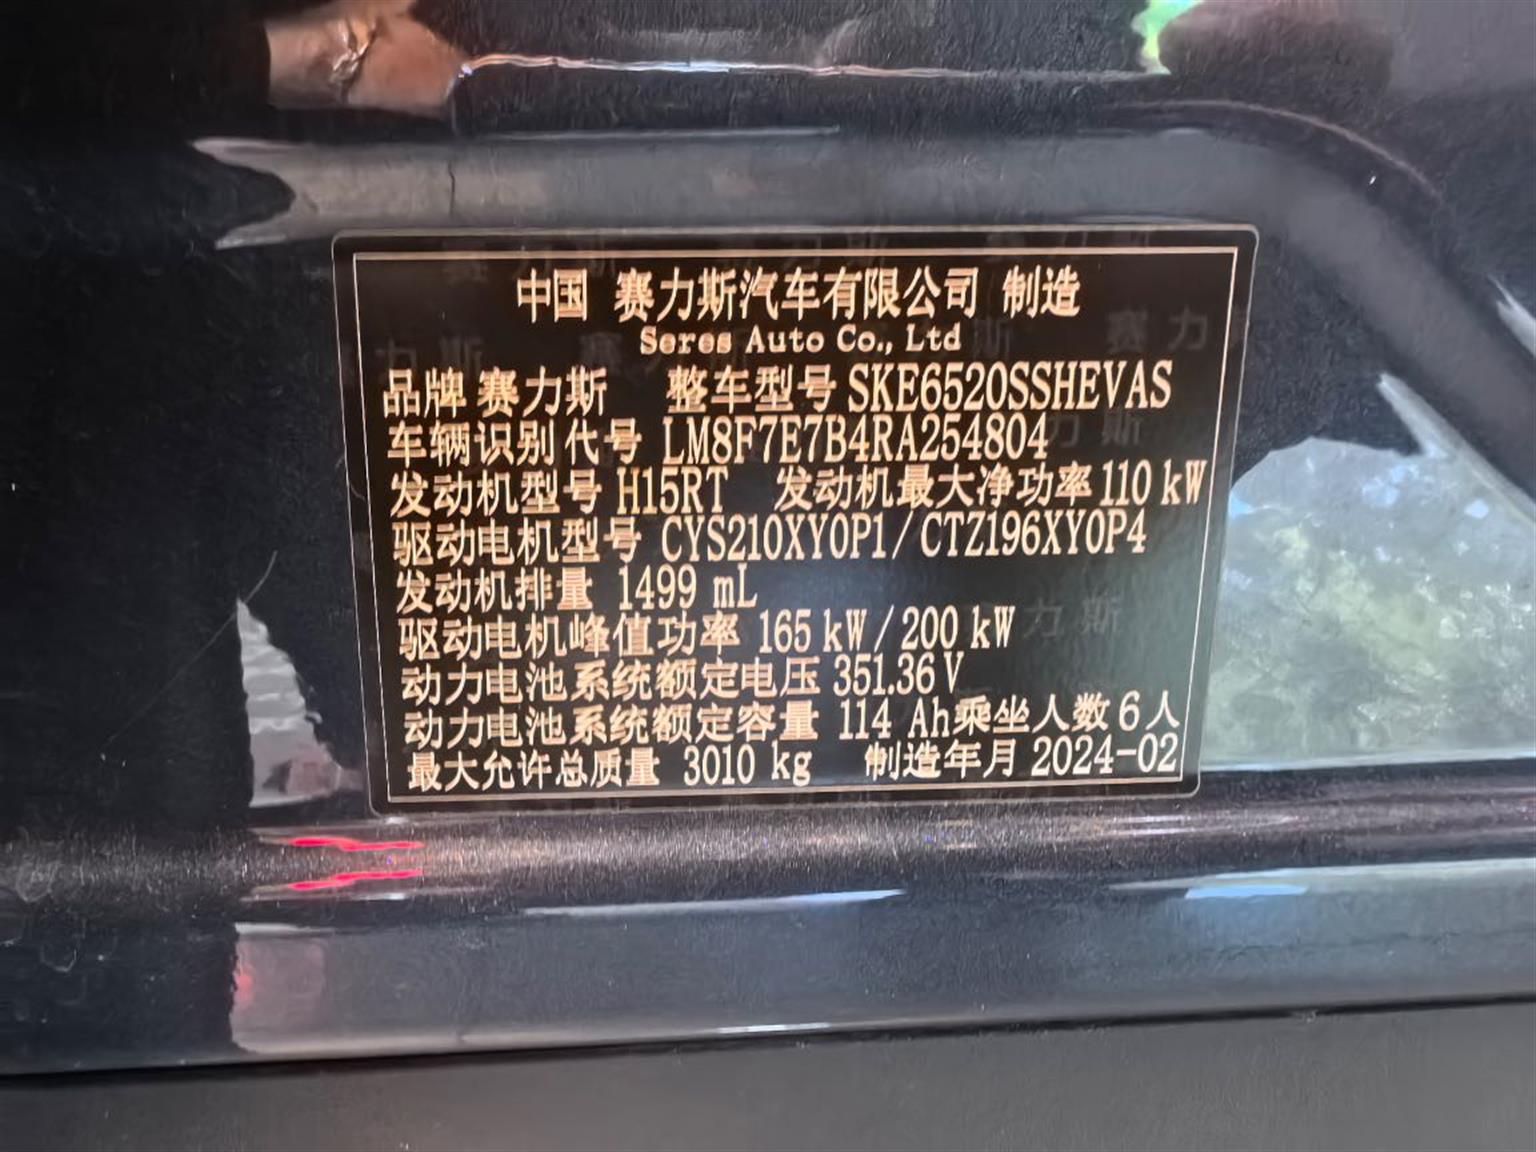 中国 赛力斯汽车有限公司 制造
Seres Auto Co., Ltd
品牌 赛力斯 整车型号 SKE6520SSHEVAS
车辆识别代号 LM8F7E7B4RA254804
发动机型号 H15RT 发动机最大净功率 110 kW
驱动电机型号 CYS210XY0P1/CTZ196XY0P4
发动机排量 1499 mL
驱动电机峰值功率 165 kW/200 kW
动力电池系统额定电压 351.36 V
动力电池系统额定容量 114 Ah 乘坐人数 6 人
最大允许总质量 3010 kg 制造年月 2024-02